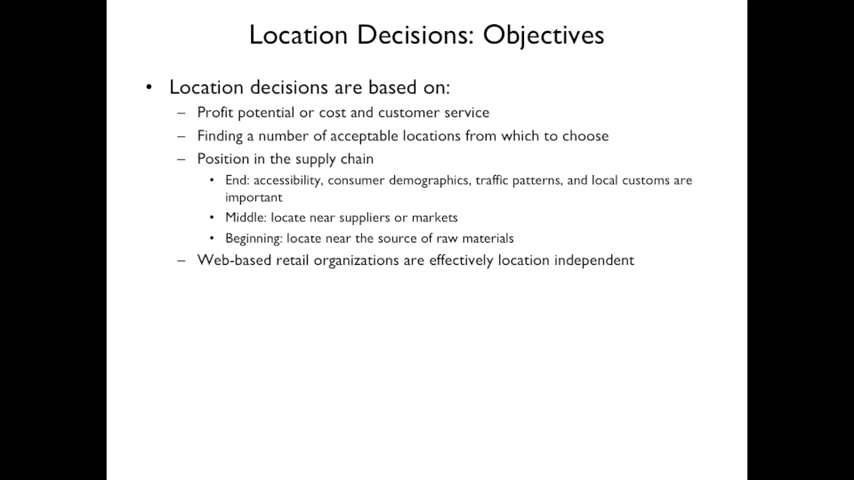 Location Decisions: Objectives
• Location decisions are based on:
– Profit potential or cost and customer service
– Finding a number of acceptable locations from which to choose
– Position in the supply chain
• End: accessibility, consumer demographics, traffic patterns, and local customs are
important
• Middle: locate near suppliers or markets
• Beginning: locate near the source of raw materials
– Web-based retail organizations are effectively location independent